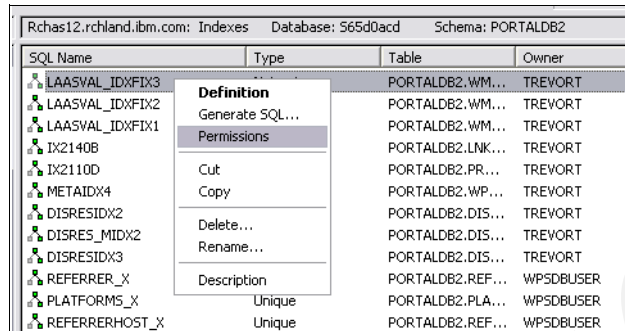 Rchas12.rchland.ibm.com: Indexes Database: S65d0acd Schema: PORTALDB2
SQL Name Type Table Owner
LAASVAL_IDXFIX3 PORTALDB2.WM... TREVORT
LAASVAL_IDXFIX2 PORTALDB2.WM... TREVORT
LAASVAL_IDXFIX1 PORTALDB2.WM... TREVORT
IX2140B PORTALDB2.LNK... TREVORT
IX2110D PORTALDB2.PR... TREVORT
METAIDX4 PORTALDB2.WP... TREVORT
DISRESIDX2 PORTALDB2.DIS... TREVORT
DISRES_MIDX2 PORTALDB2.DIS... TREVORT
DISRESIDX3 PORTALDB2.DIS... TREVORT
REFERRER_X PORTALDB2.REF... WPSDBUSER
PLATFORMS_X Unique PORTALDB2.PLA... WPSDBUSER
REFERRERHOST_X Unique PORTALDB2.REF... WPSDBUSER
Definition
Generate SQL...
Permissions
Cut
Copy
Delete...
Rename...
Description